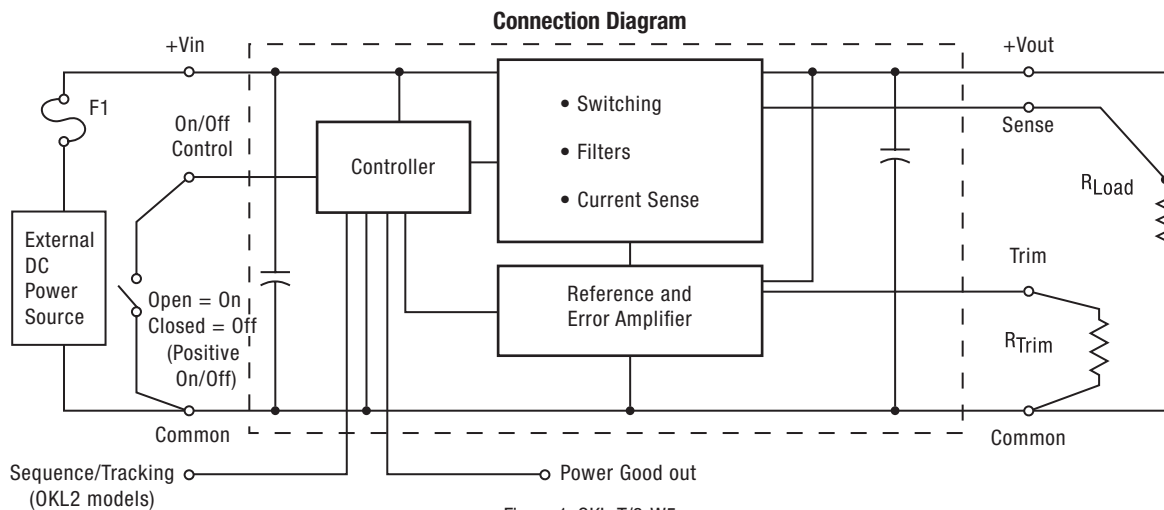 Connection Diagram
+Vin
+Vout
F1
On/Off
Control
Controller
• Switching
• Filters
• Current Sense
Sense
RLoad
External
DC
Power
Source
Open = On
Closed = Off
(Positive
On/Off)
Reference and
Error Amplifier
Trim
RTrim
Common
Common
Sequence/Tracking
(OKL2 models)
Power Good out